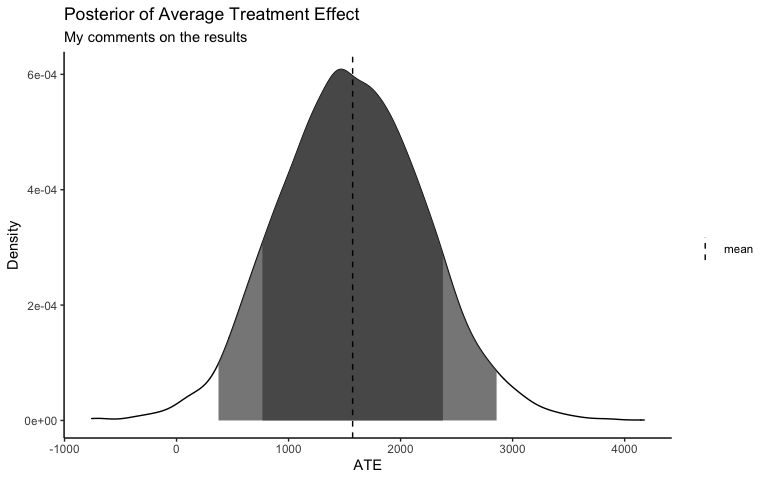 Posterior of Average Treatment Effect
My comments on the results
6e-04
4e-04
2e-04
0e+00
Density
-1000 0 1000 2000 3000 4000
ATE
mean